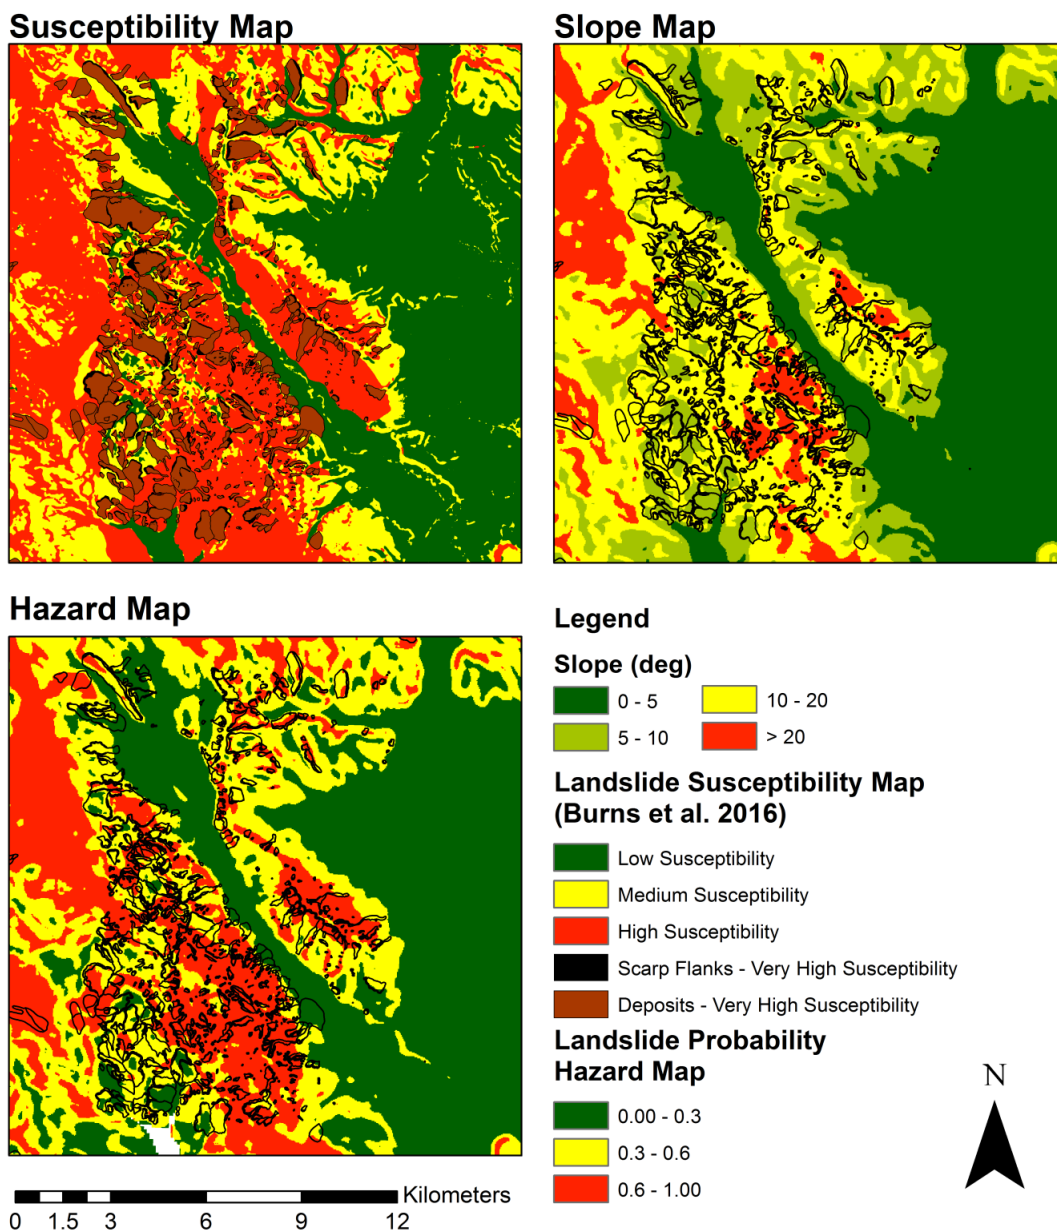 Susceptibility Map
Slope Map
Hazard Map
Legend
Slope (deg)
0 - 5
10 - 20
5 - 10
> 20
Landslide Susceptibility Map
(Burns et al. 2016)
Low Susceptibility
Medium Susceptibility
High Susceptibility
Scarp Flanks - Very High Susceptibility
Deposits - Very High Susceptibility
Landslide Probability
Hazard Map
0.00 - 0.3
0.3 - 0.6
0.6 - 1.00
N
Kilometers
0 1.5 3 6 9 12